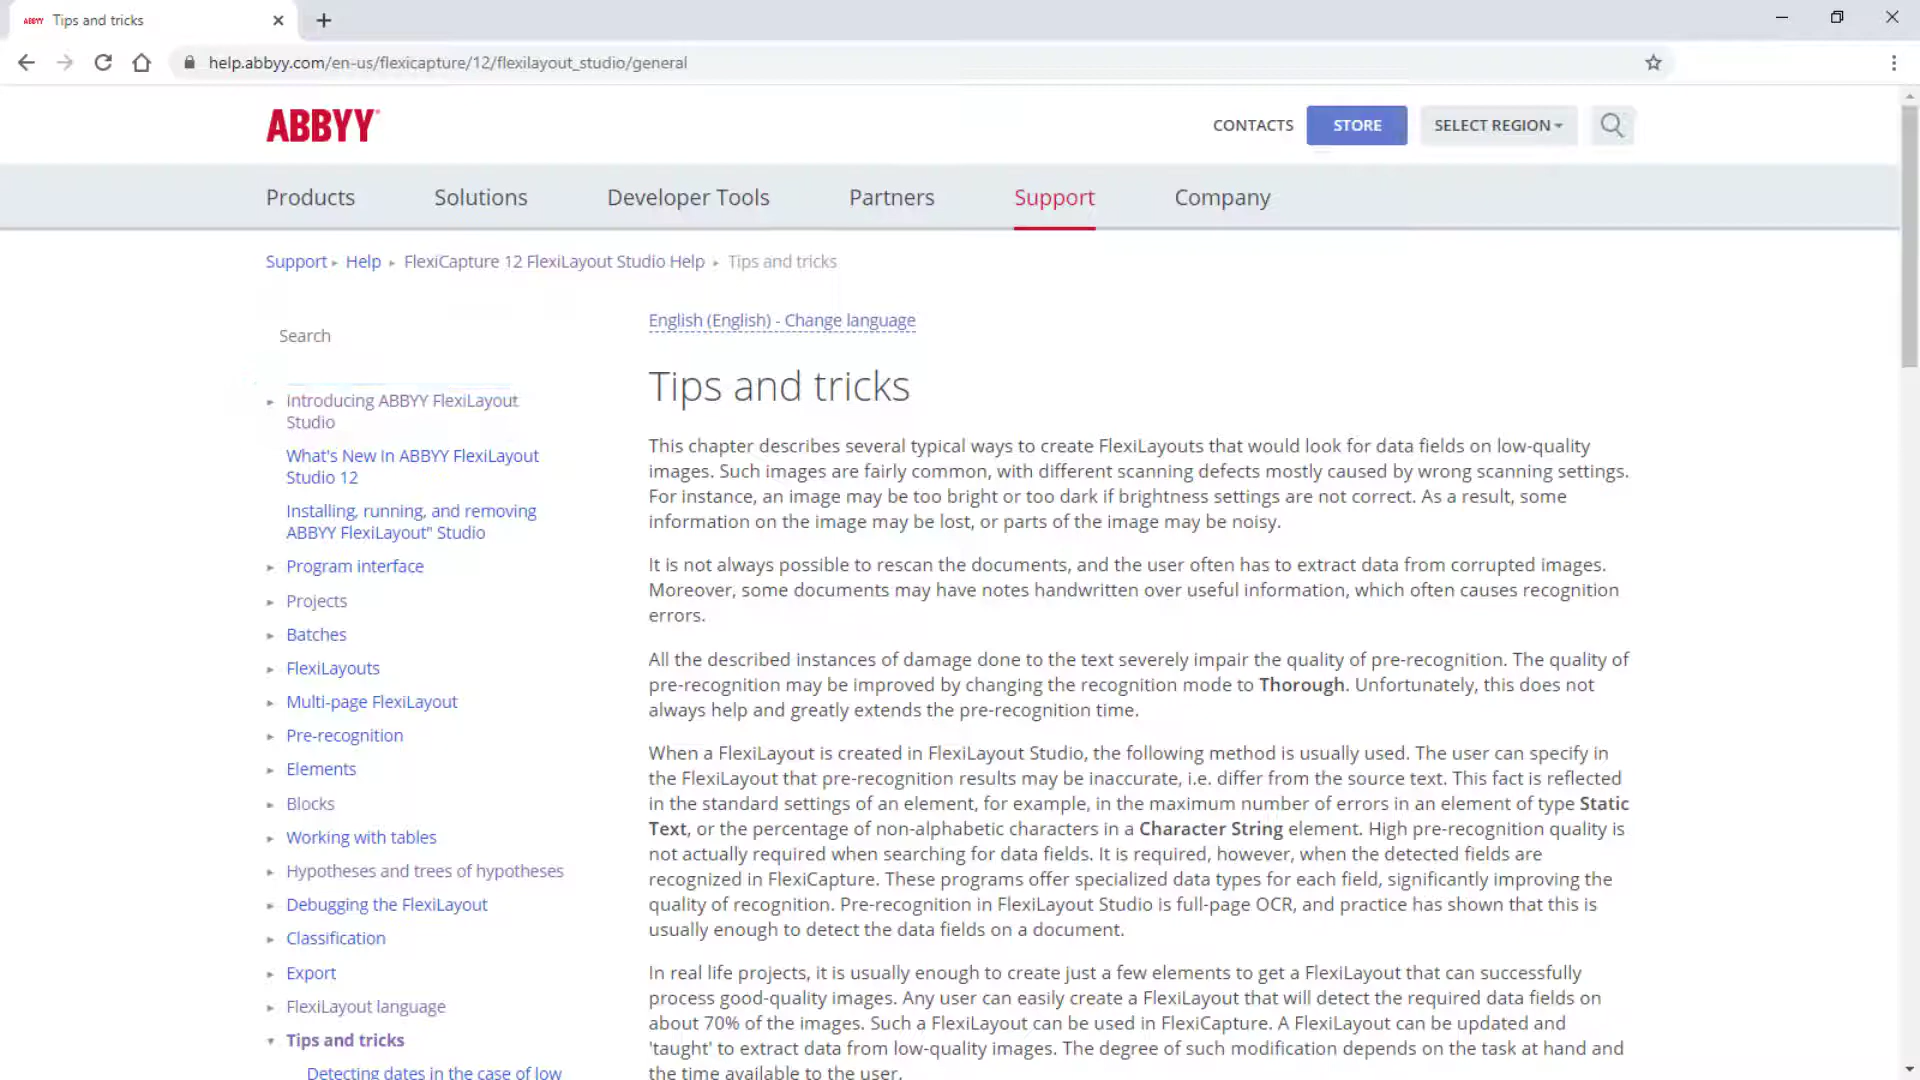 ABBYY Tips and tricks
help.abbyy.com/en-us/flexicapture/12/flexilayout_studio/general
ABBYY
CONTACTS STORE SELECT REGION
Products Solutions Developer Tools Partners Support Company
Support ▸ Help ▸ FlexiCapture 12 FlexiLayout Studio Help ▸ Tips and tricks
Search
Introducing ABBYY FlexiLayout
Studio
What's New In ABBYY FlexiLayout
Studio 12
Installing, running, and removing
ABBYY FlexiLayout" Studio
Program interface
Projects
Batches
FlexiLayouts
Multi-page FlexiLayout
Pre-recognition
Elements
Blocks
Working with tables
Hypotheses and trees of hypotheses
Debugging the FlexiLayout
Classification
Export
FlexiLayout language
Tips and tricks
Detecting dates in the case of low
English (English) - Change language
Tips and tricks
This chapter describes several typical ways to create FlexiLayouts that would look for data fields on low-quality
images. Such images are fairly common, with different scanning defects mostly caused by wrong scanning settings.
For instance, an image may be too bright or too dark if brightness settings are not correct. As a result, some
information on the image may be lost, or parts of the image may be noisy.
It is not always possible to rescan the documents, and the user often has to extract data from corrupted images.
Moreover, some documents may have notes handwritten over useful information, which often causes recognition
errors.
All the described instances of damage done to the text severely impair the quality of pre-recognition. The quality of
pre-recognition may be improved by changing the recognition mode to Thorough. Unfortunately, this does not
always help and greatly extends the pre-recognition time.
When a FlexiLayout is created in FlexiLayout Studio, the following method is usually used. The user can specify in
the FlexiLayout that pre-recognition results may be inaccurate, i.e. differ from the source text. This fact is reflected
in the standard settings of an element, for example, in the maximum number of errors in an element of type Static
Text, or the percentage of non-alphabetic characters in a Character String element. High pre-recognition quality is
not actually required when searching for data fields. It is required, however, when the detected fields are
recognized in FlexiCapture. These programs offer specialized data types for each field, significantly improving the
quality of recognition. Pre-recognition in FlexiLayout Studio is full-page OCR, and practice has shown that this is
usually enough to detect the data fields on a document.
In real life projects, it is usually enough to create just a few elements to get a FlexiLayout that can successfully
process good-quality images. Any user can easily create a FlexiLayout that will detect the required data fields on
about 70% of the images. Such a FlexiLayout can be used in FlexiCapture. A FlexiLayout can be updated and
'taught' to extract data from low-quality images. The degree of such modification depends on the task at hand and
the time available to the user.